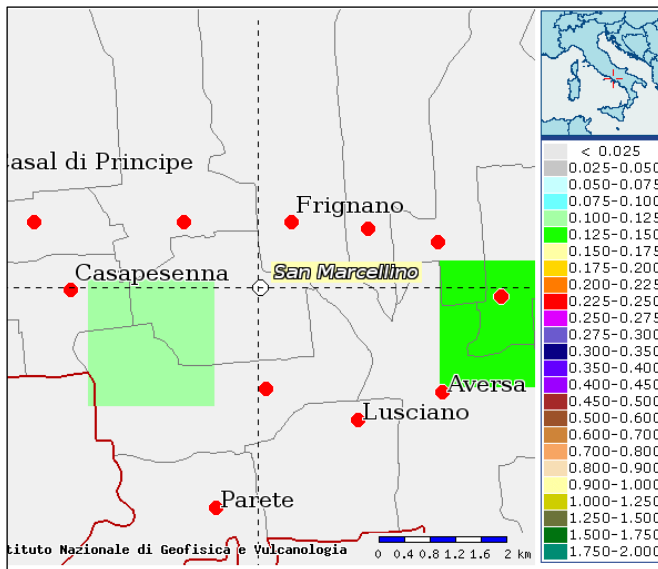 asal di Principe
Frignano
San Marcellino
Casapesenna
Aversa
Lusciano
Parete
tituto Nazionale di Geofisica e Vulcanologia
0 0.4 0.8 1.2 1.6 2 km
< 0.025
0.025-0.050
0.050-0.075
0.075-0.100
0.100-0.125
0.125-0.150
0.150-0.175
0.175-0.200
0.200-0.225
0.225-0.250
0.250-0.275
0.275-0.300
0.300-0.350
0.350-0.400
0.400-0.450
0.450-0.500
0.500-0.600
0.600-0.700
0.700-0.800
0.800-0.900
0.900-1.000
1.000-1.250
1.250-1.500
1.500-1.750
1.750-2.000